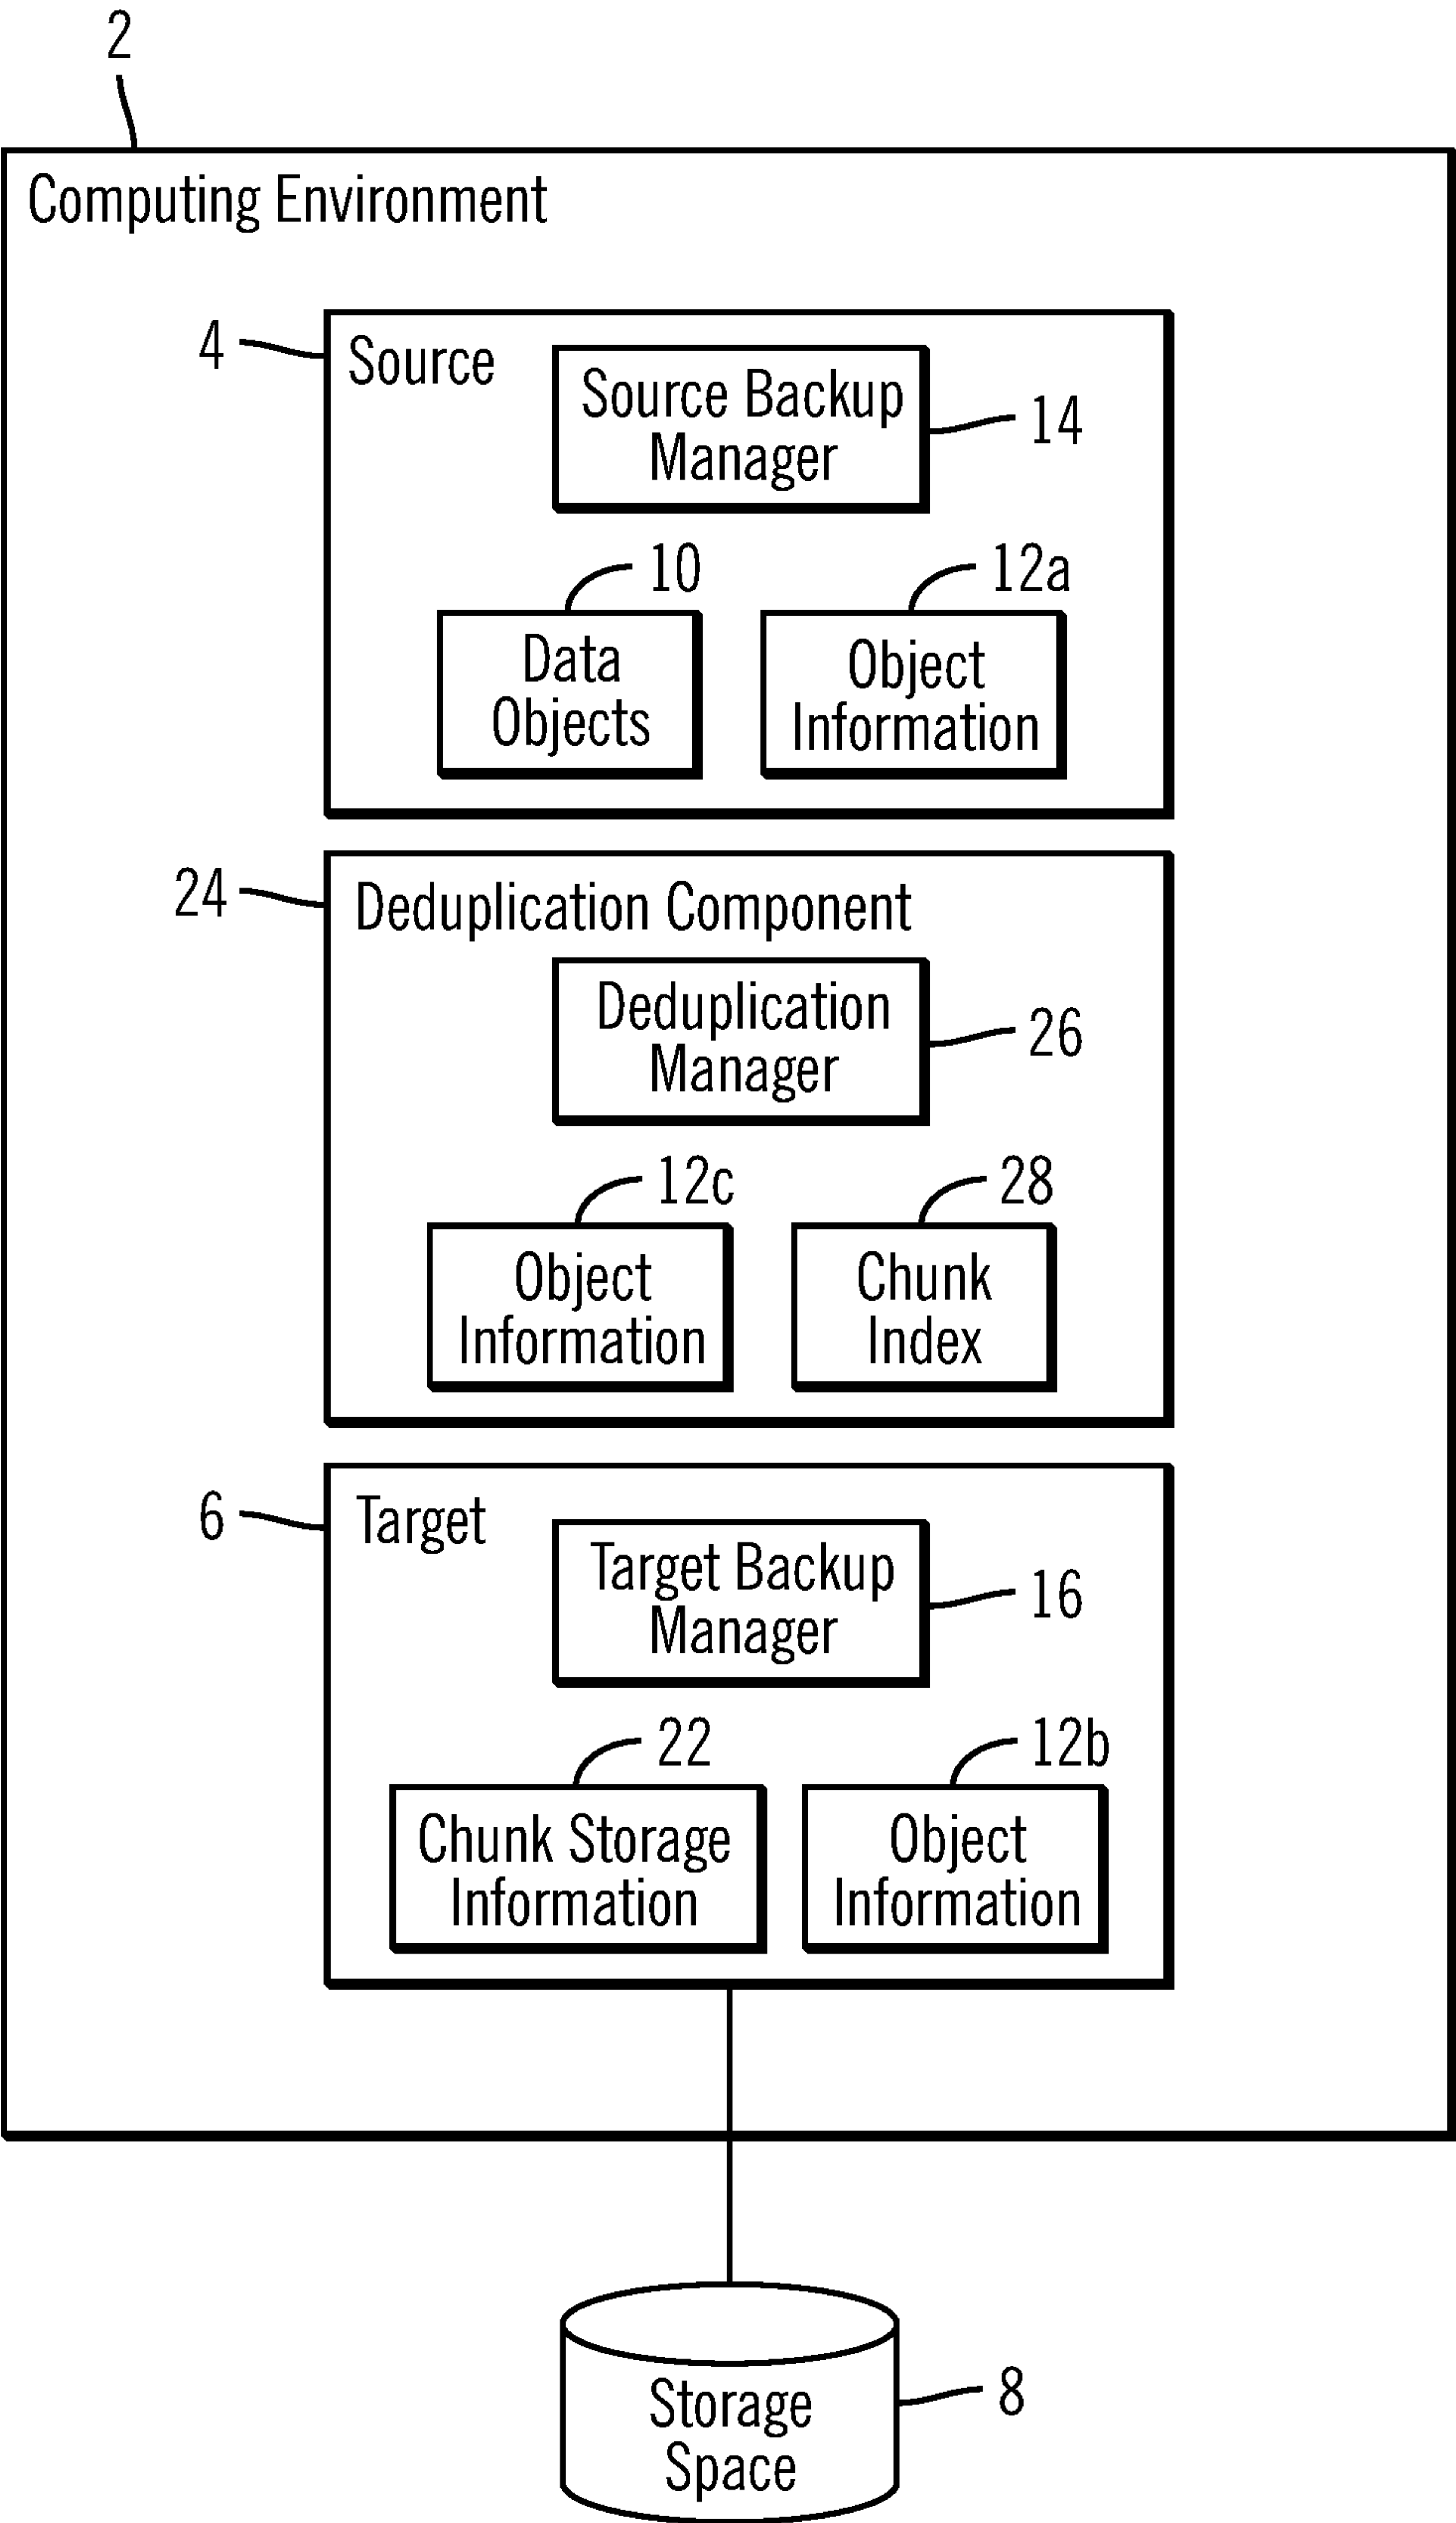 2
Computing Environment
4
Source
Source Backup
Manager
14
10
12a
Data
Objects
Object
Information
24
Deduplication Component
Deduplication
Manager
26
12c
28
Object
Information
Chunk
Index
6
Target
Target Backup
Manager
16
22
12b
Chunk Storage
Information
Object
Information
Storage
Space
8